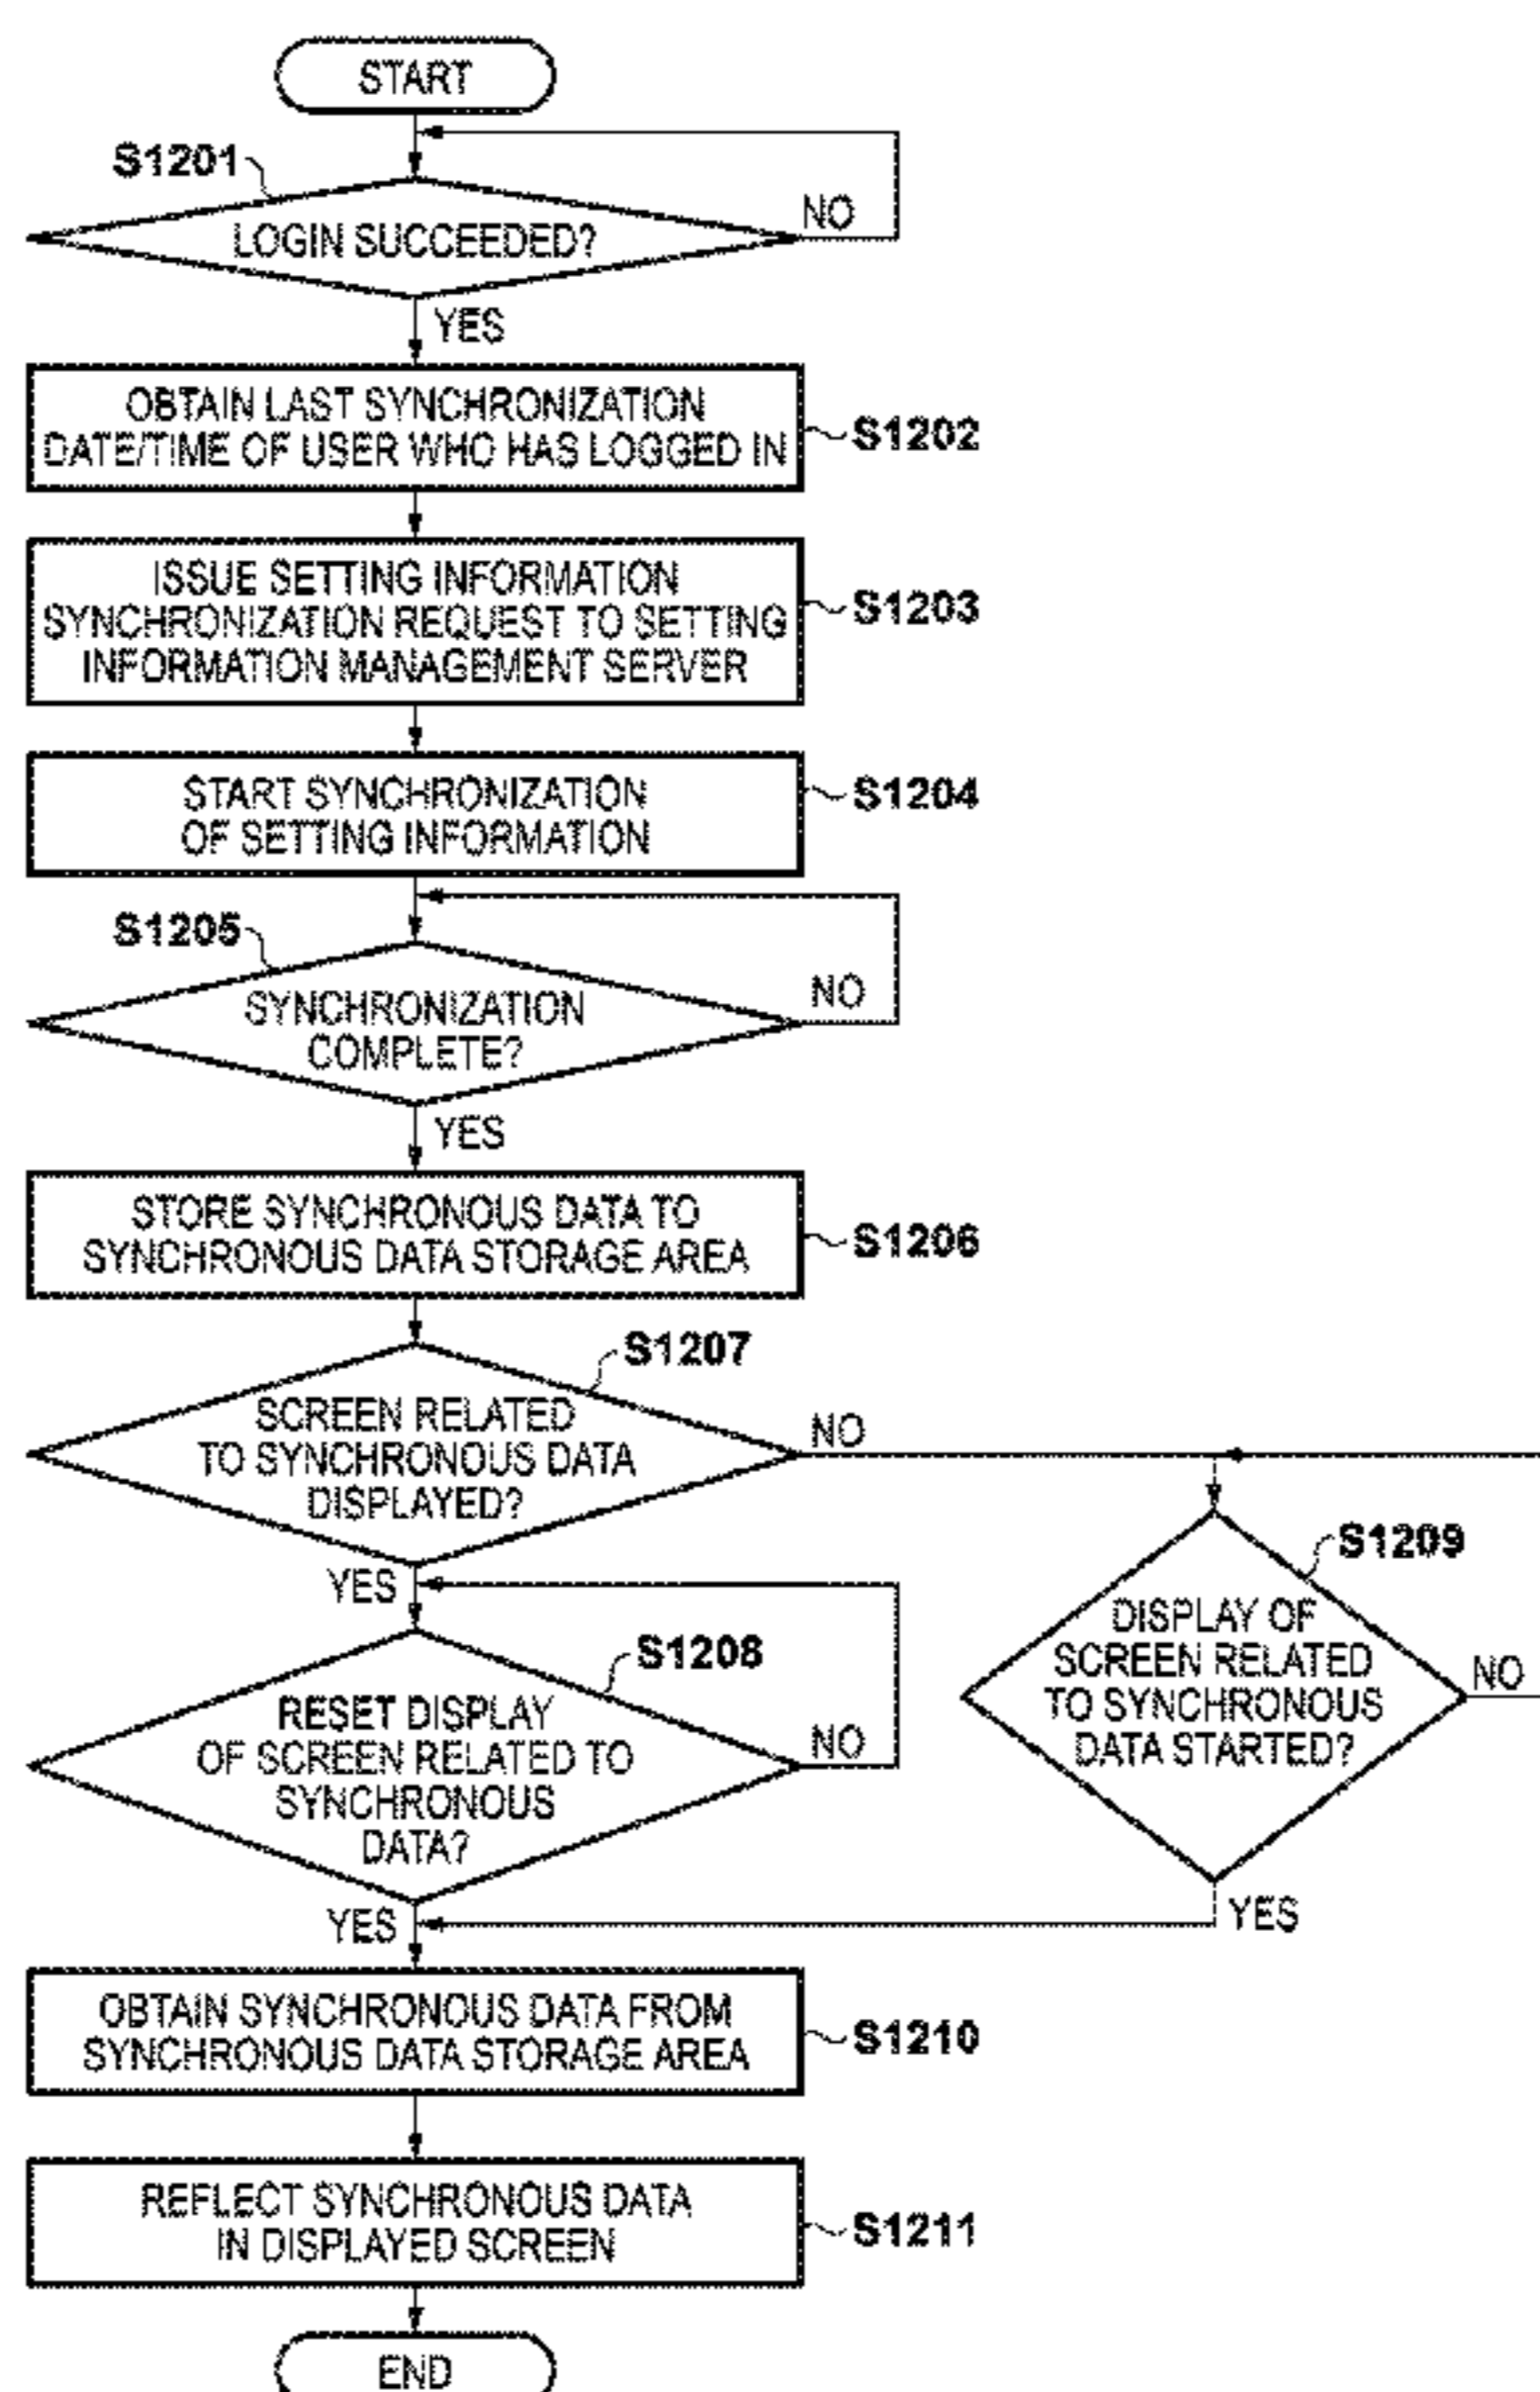 START
S1201
LOGIN SUCCEEDED?
NO
YES
OBTAIN LAST SYNCHRONIZATION
DATE/TIME OF USER WHO HAS LOGGED IN
S1202
ISSUE SETTING INFORMATION
SYNCHRONIZATION REQUEST TO SETTING
INFORMATION MANAGEMENT SERVER
S1203
START SYNCHRONIZATION
OF SETTING INFORMATION
S1204
S1205
SYNCHRONIZATION
COMPLETE?
NO
YES
STORE SYNCHRONOUS DATA TO
SYNCHRONOUS DATA STORAGE AREA
S1206
S1207
SCREEN RELATED
TO SYNCHRONOUS DATA
DISPLAYED?
NO
YES
S1208
RESET DISPLAY
OF SCREEN RELATED TO
SYNCHRONOUS
DATA?
NO
YES
S1209
DISPLAY OF
SCREEN RELATED
TO SYNCHRONOUS
DATA STARTED?
NO
YES
OBTAIN SYNCHRONOUS DATA FROM
SYNCHRONOUS DATA STORAGE AREA
S1210
REFLECT SYNCHRONOUS DATA
IN DISPLAYED SCREEN
S1211
END